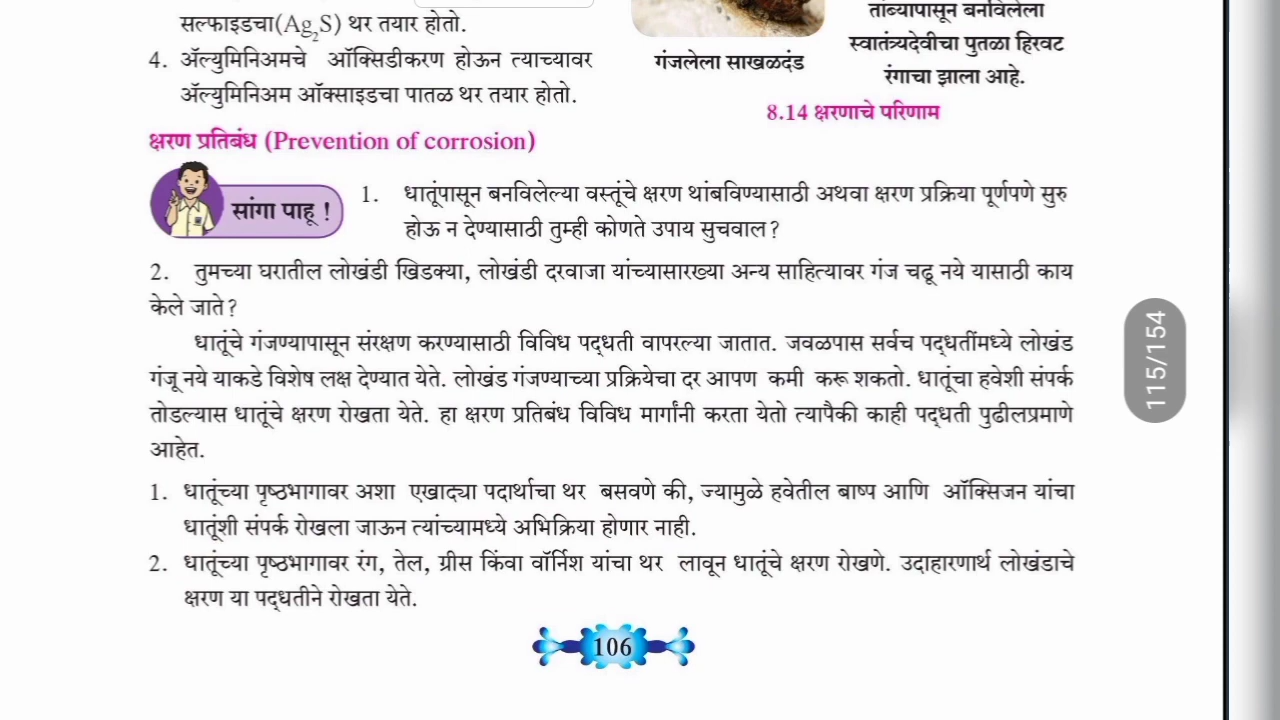 सल्फाइडचा(Ag₂S) थर तयार होतो.
4. ॲल्युमिनिअमचे ऑक्सिडीकरण होऊन त्याच्यावर
ॲल्युमिनिअम ऑक्साइडचा पातळ थर तयार होतो.
गंजलेला साखळदंड
तांब्यापासून बनविलेला
स्वातंत्र्यदेवीचा पुतळा हिरवट
रंगाचा झाला आहे.
8.14 क्षरणाचे परिणाम
क्षरण प्रतिबंध (Prevention of corrosion)
सांगा पाहू !
1. धातूंपासून बनविलेल्या वस्तूंचे क्षरण थांबविण्यासाठी अथवा क्षरण प्रक्रिया पूर्णपणे सुरु
होऊ न देण्यासाठी तुम्ही कोणते उपाय सुचवाल ?
2. तुमच्या घरातील लोखंडी खिडक्या, लोखंडी दरवाजा यांच्यासारख्या अन्य साहित्यावर गंज चढू नये यासाठी काय
केले जाते ?
धातूंचे गंजण्यापासून संरक्षण करण्यासाठी विविध पद्धती वापरल्या जातात. जवळपास सर्वच पद्धतींमध्ये लोखंड
गंजू नये याकडे विशेष लक्ष देण्यात येते. लोखंड गंजण्याच्या प्रक्रियेचा दर आपण कमी करू शकतो. धातूंचा हवेशी संपर्क
तोडल्यास धातूंचे क्षरण रोखता येते. हा क्षरण प्रतिबंध विविध मार्गांनी करता येतो त्यापैकी काही पद्धती पुढीलप्रमाणे
आहेत.
1. धातूंच्या पृष्ठभागावर अशा एखाद्या पदार्थाचा थर बसवणे की, ज्यामुळे हवेतील बाष्प आणि ऑक्सिजन यांचा
धातूंशी संपर्क रोखला जाऊन त्यांच्यामध्ये अभिक्रिया होणार नाही.
2. धातूंच्या पृष्ठभागावर रंग, तेल, ग्रीस किंवा वॉर्निश यांचा थर लावून धातूंचे क्षरण रोखणे. उदाहरणार्थ लोखंडाचे
क्षरण या पद्धतीने रोखता येते.
106
115/154